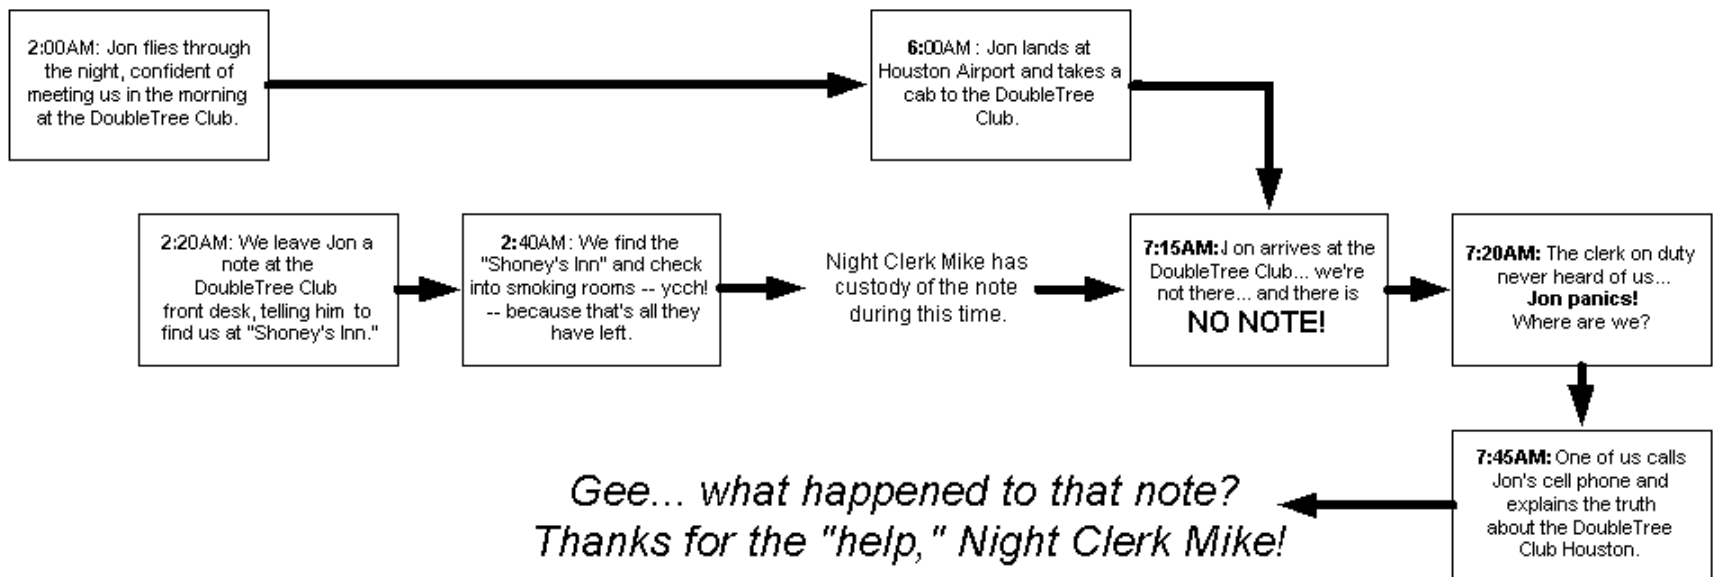 2:00AM: Jon flies through
the night, confident of
meeting us in the morning
at the DoubleTree Club.
6:00AM : Jon lands at
Houston Airport and takes a
cab to the DoubleTree
Club.
2:20AM: We leave Jon a
note at the
DoubleTree Club
front desk, telling him to
find us at "Shoney's Inn."
2:40AM: We find the
"Shoney's Inn" and check
into smoking rooms -- ycch!
-- because that's all they
have left.
Night Clerk Mike has
custody of the note
during this time.
7:15AM: Jon arrives at the
DoubleTree Club... we're
not there... and there is
NO NOTE!
7:20AM: The clerk on duty
never heard of us...
Jon panics!
Where are we?
7:45AM: One of us calls
Jon's cell phone and
explains the truth
about the DoubleTree
Club Houston.
Gee... what happened to that note?
Thanks for the "help," Night Clerk Mike!